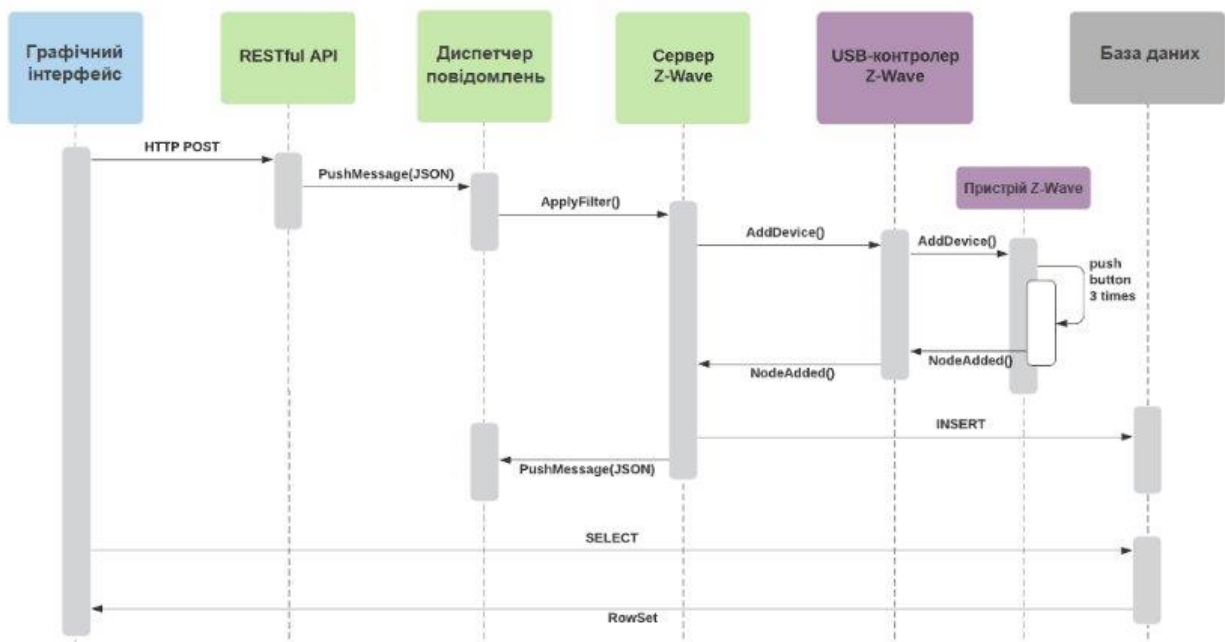 Графічний
інтерфейс
RESTful API
Диспетчер
повідомлень
Сервер
Z-Wave
USB-контролер
Z-Wave
База даних
HTTP POST
PushMessage(JSON)
Пристрій Z-Wave
ApplyFilter()
AddDevice()
AddDevice()
push
button
3 times
NodeAdded()
NodeAdded()
INSERT
PushMessage(JSON)
SELECT
RowSet